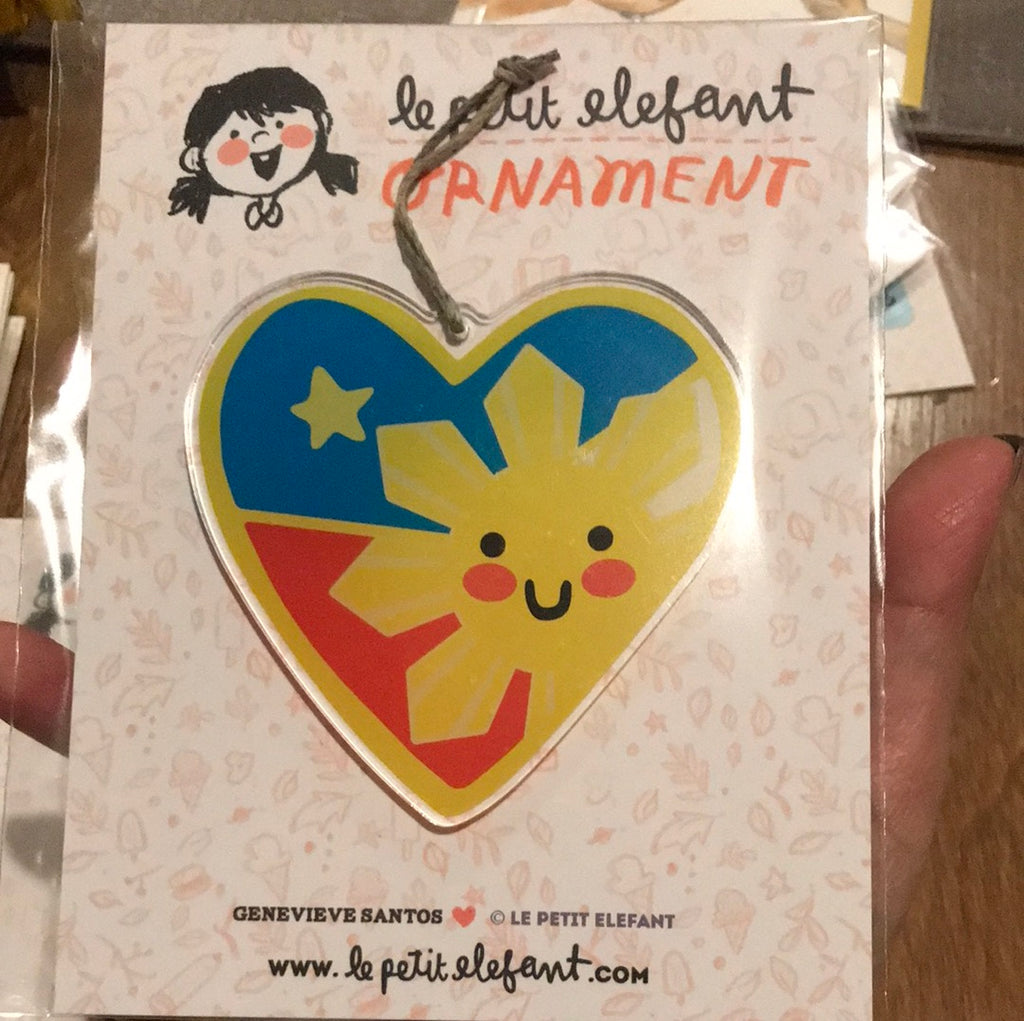 le petit elefant
ORNAMENT
GENEVIEVE SANTOS © LE PETIT ELEFANT
www.lepetitelefant.com